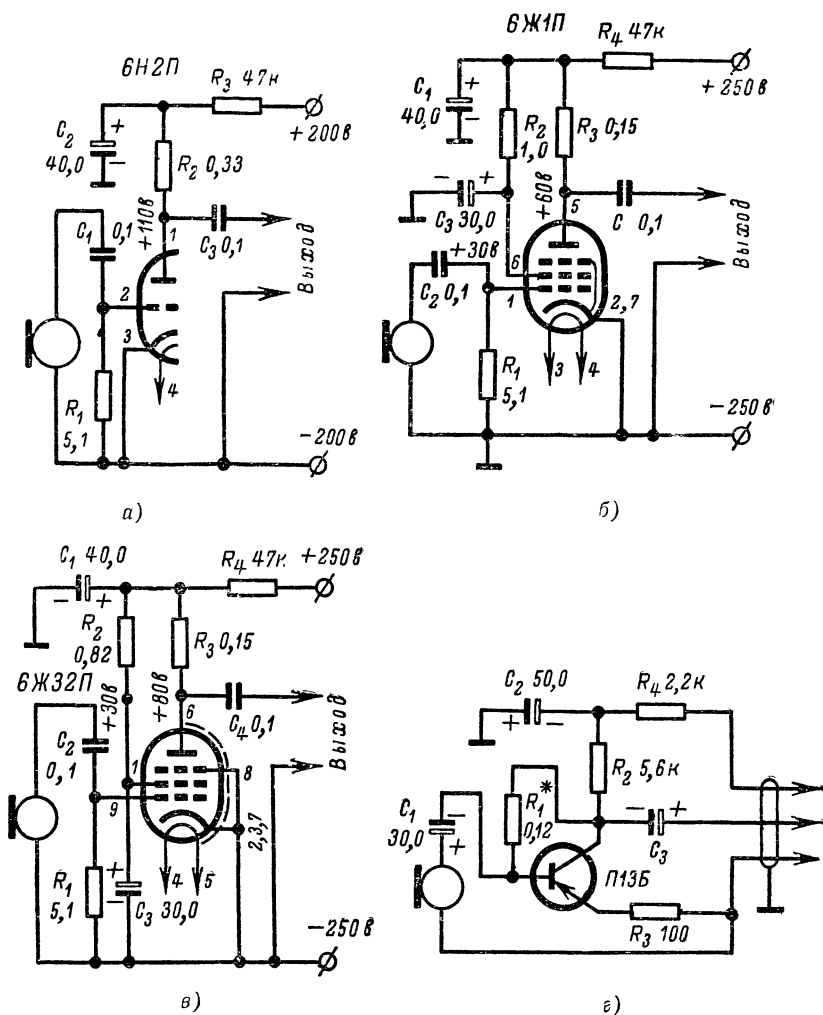 6Н2П
R3 47к
+200в
C2
40,0
+
−
R2 0,33
+110в
1
C1
0,1
C3 0,1
Выход
2
3
4
R1
5,1
−200в
а)
6Ж1П
R4 47к
+250в
C1
40,0
+
−
R2
1,0
R3 0,15
− +
C3 30,0
+60в
5
C 0,1
Выход
+30в
C2 0,1
6
1
2,7
3
4
R1
5,1
−250в
б)
C1 40,0
− +
R4 47к
+250в
R2
0,82
R3 0,15
6Ж32П
+30в
+80в
6
C4 0,1
Выход
C2
0,1
1
8
9
2,3,7
4
5
R1
5,1
+
−
C3 30,0
−250в
в)
C2 50,0
+ −
R4 2,2к
R2 5,6к
C1
30,0
−
+
R1
*
0,12
− +
C3
П13Б
R3 100
г)